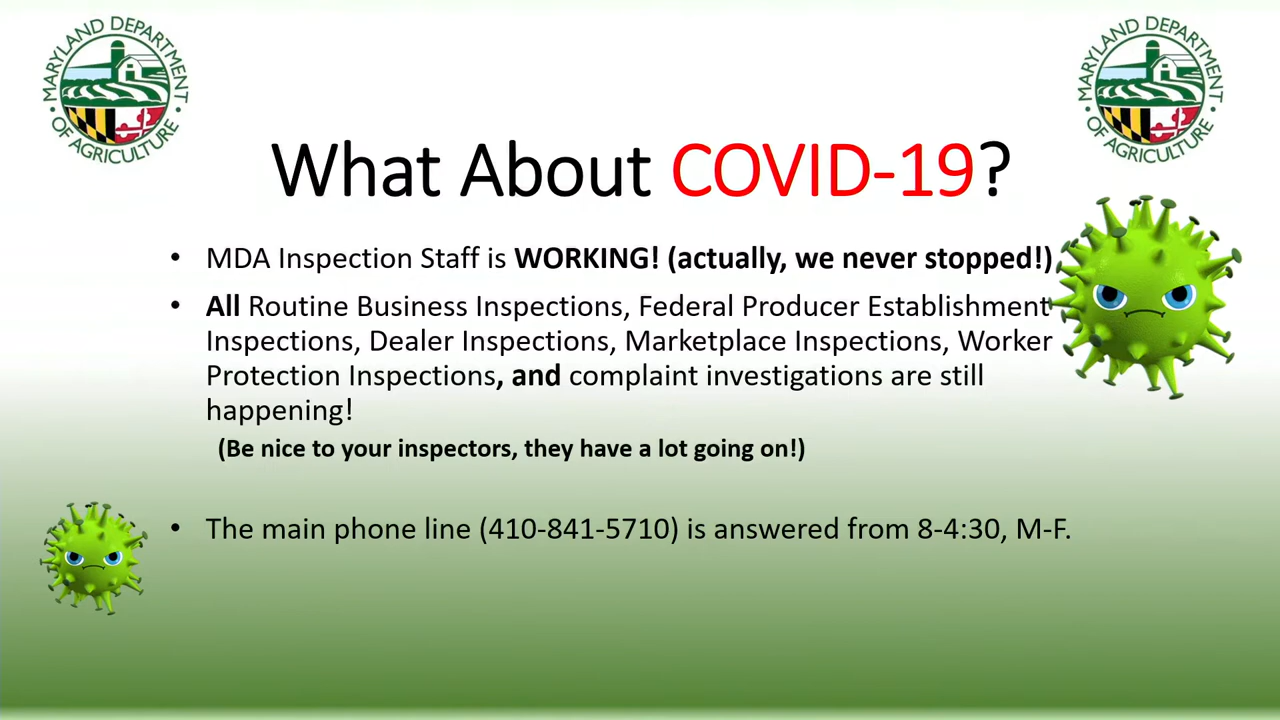 MARYLAND DEPARTMENT
OF AGRICULTURE
MARYLAND DEPARTMENT
OF AGRICULTURE
What About COVID-19?
• MDA Inspection Staff is WORKING! (actually, we never stopped!)
• All Routine Business Inspections, Federal Producer Establishment
Inspections, Dealer Inspections, Marketplace Inspections, Worker
Protection Inspections, and complaint investigations are still
happening!
(Be nice to your inspectors, they have a lot going on!)
• The main phone line (410-841-5710) is answered from 8-4:30, M-F.